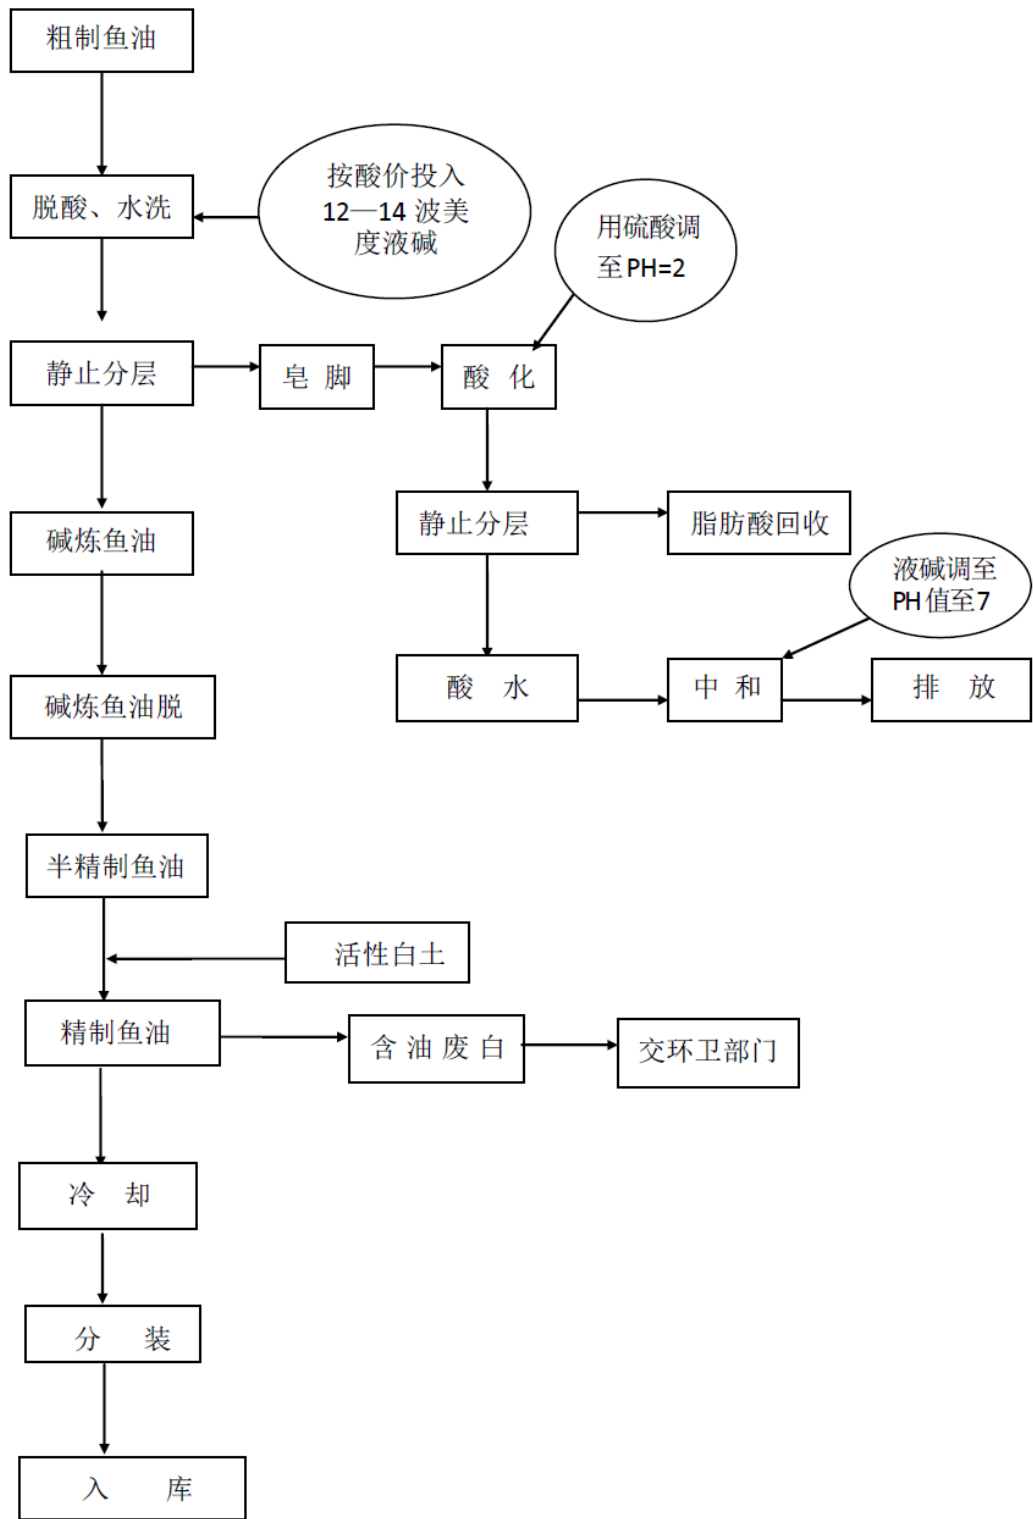 粗制鱼油
脱酸、水洗
按酸价投入
12—14 波美
度液碱
用硫酸调
至 PH=2
静止分层
皂 脚
酸 化
静止分层
脂肪酸回收
碱炼鱼油
液碱调至
PH 值至 7
酸 水
中 和
排 放
碱炼鱼油脱
半精制鱼油
活性白土
精制鱼油
含 油 废 白
交环卫部门
冷 却
分 装
入 库